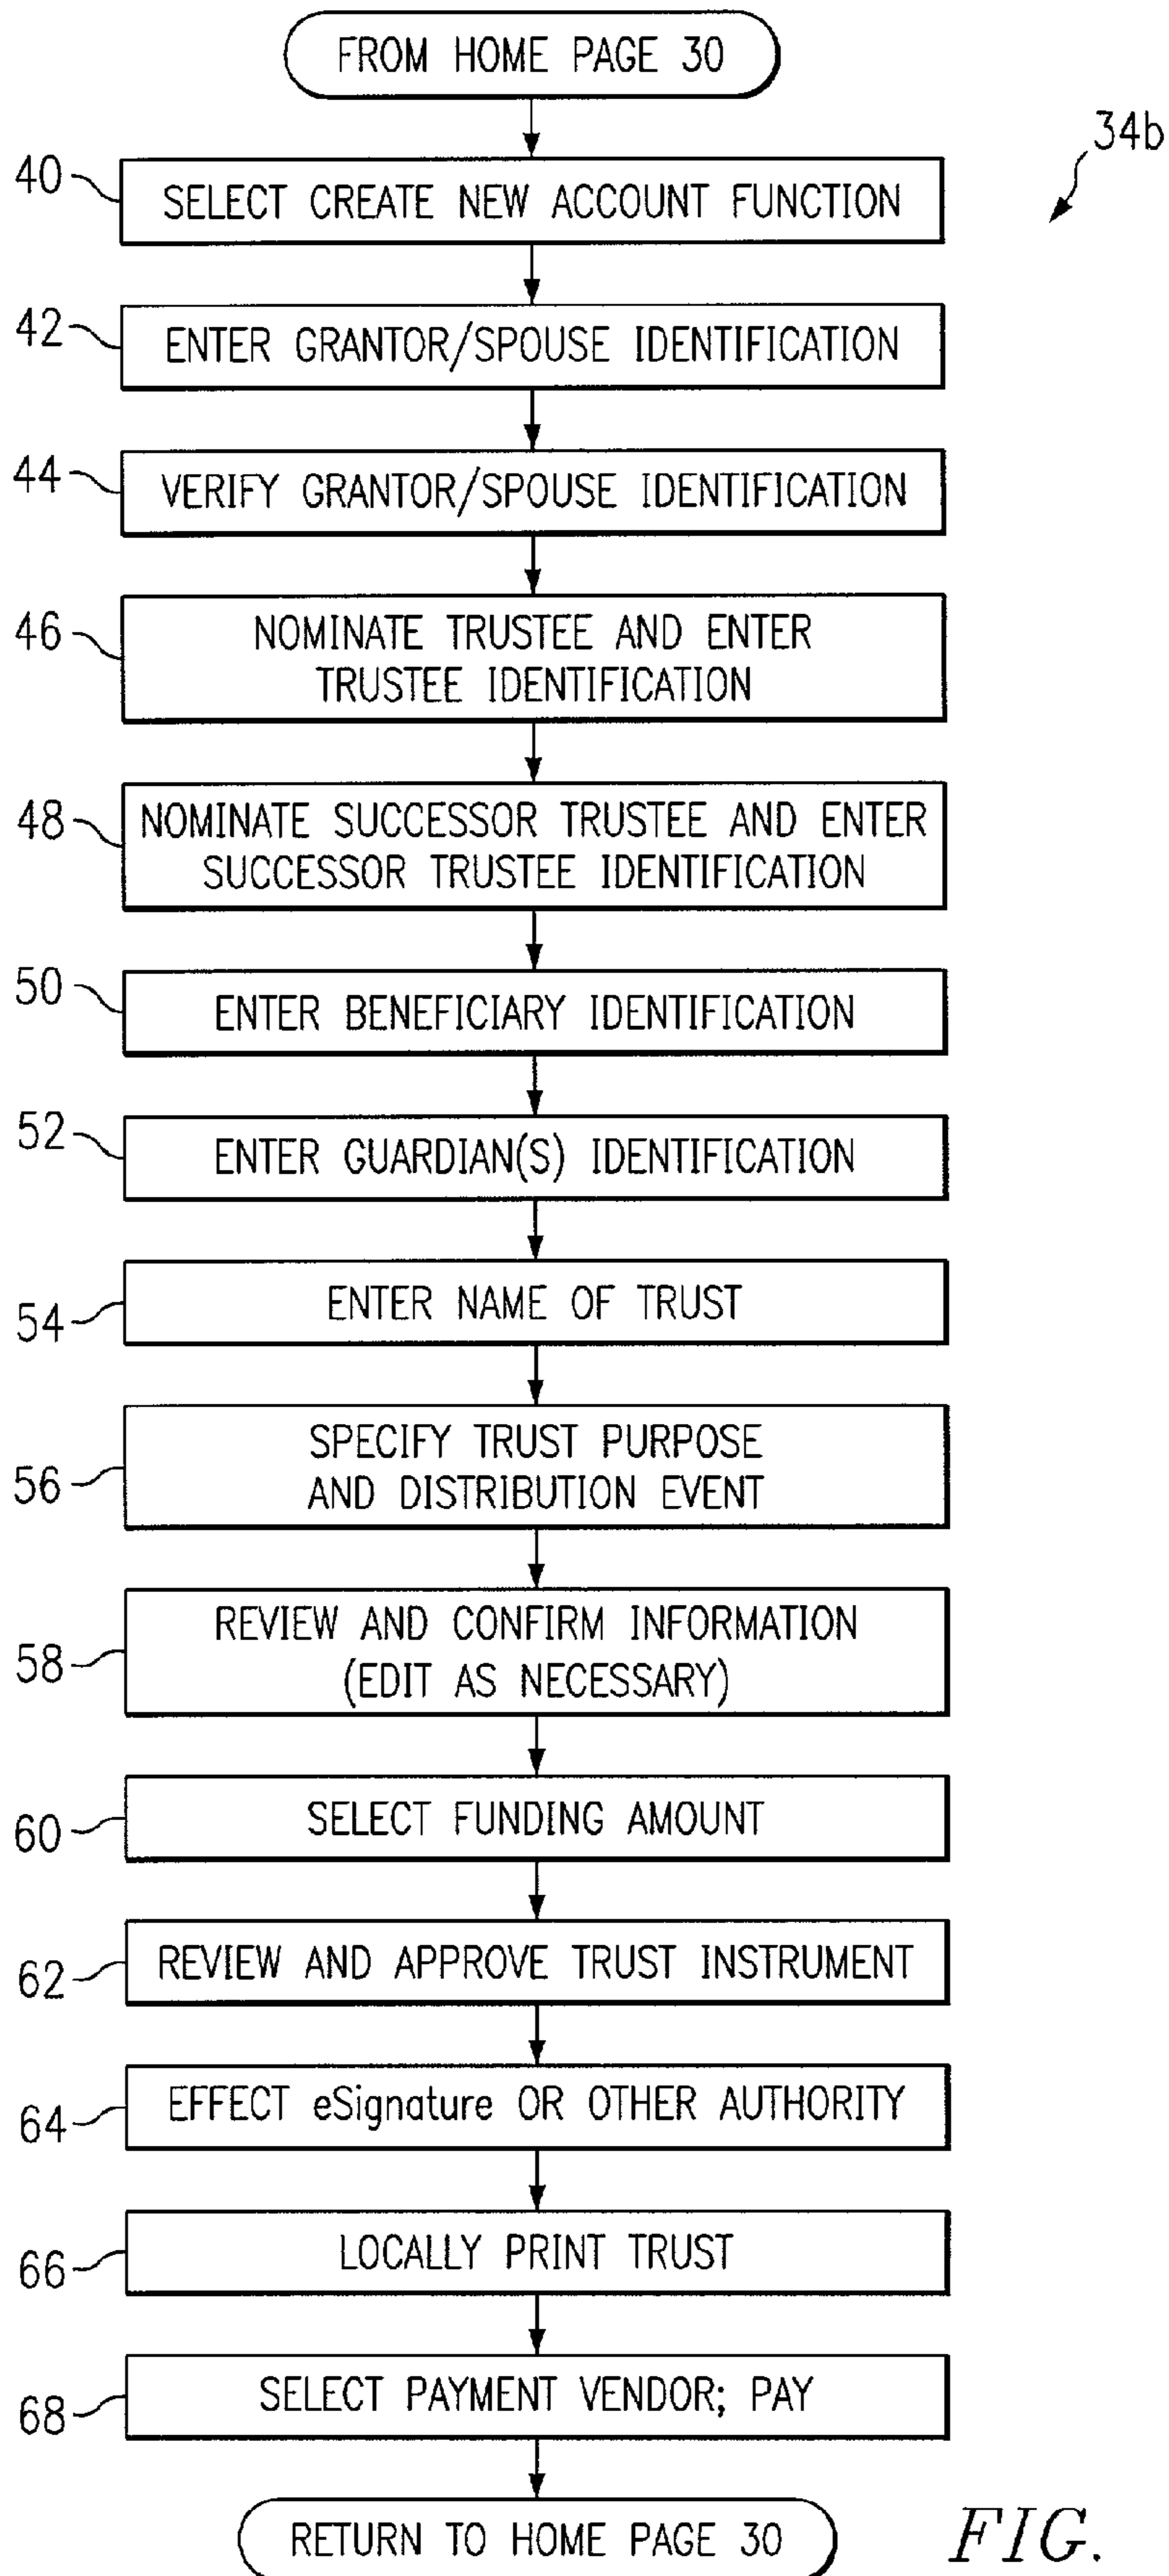 FROM HOME PAGE 30
34b
40
SELECT CREATE NEW ACCOUNT FUNCTION
42
ENTER GRANTOR/SPOUSE IDENTIFICATION
44
VERIFY GRANTOR/SPOUSE IDENTIFICATION
46
NOMINATE TRUSTEE AND ENTER
TRUSTEE IDENTIFICATION
48
NOMINATE SUCCESSOR TRUSTEE AND ENTER
SUCCESSOR TRUSTEE IDENTIFICATION
50
ENTER BENEFICIARY IDENTIFICATION
52
ENTER GUARDIAN(S) IDENTIFICATION
54
ENTER NAME OF TRUST
56
SPECIFY TRUST PURPOSE
AND DISTRIBUTION EVENT
58
REVIEW AND CONFIRM INFORMATION
(EDIT AS NECESSARY)
60
SELECT FUNDING AMOUNT
62
REVIEW AND APPROVE TRUST INSTRUMENT
64
EFFECT eSignature OR OTHER AUTHORITY
66
LOCALLY PRINT TRUST
68
SELECT PAYMENT VENDOR; PAY
RETURN TO HOME PAGE 30
FIG.